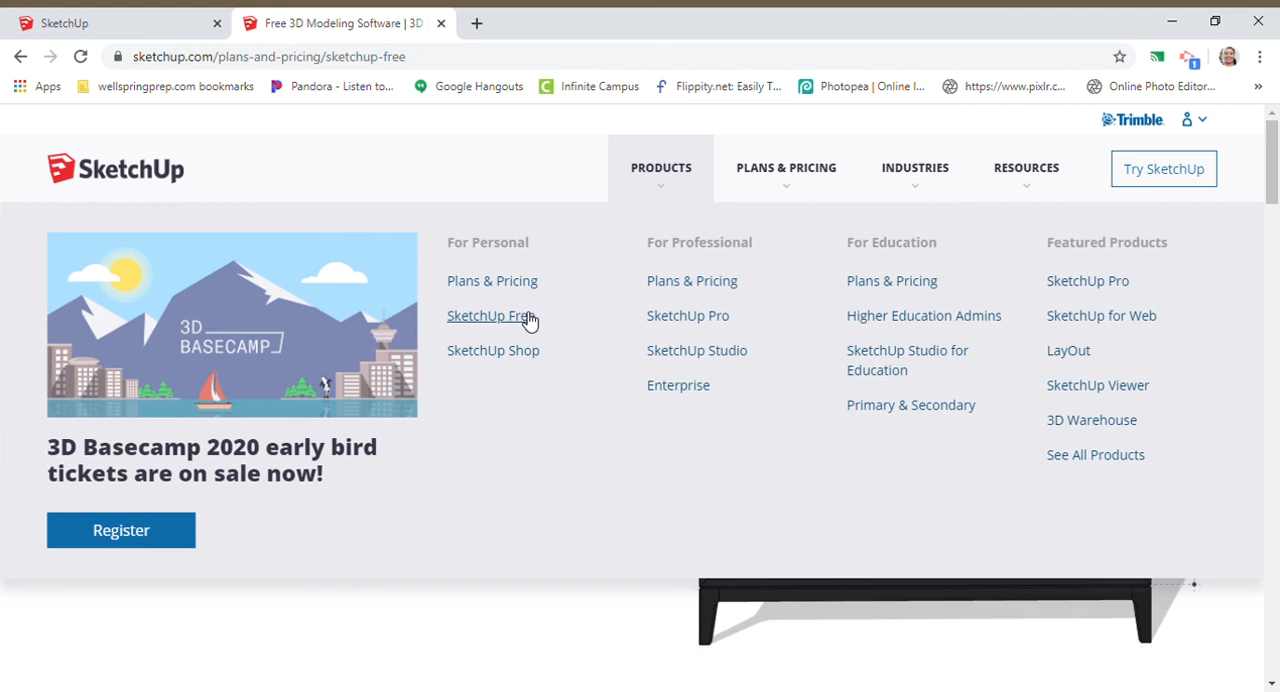 SketchUp
Free 3D Modeling Software | 3D
sketchup.com/plans-and-pricing/sketchup-free
1
Apps
wellspringprep.com bookmarks
Pandora - Listen to...
Google Hangouts
Infinite Campus
Flippity.net: Easily T...
Photopea | Online I...
https://www.pixlr.c...
Online Photo Editor...
»
Trimble
SketchUp
PRODUCTS
PLANS & PRICING
INDUSTRIES
RESOURCES
Try SketchUp
3D
BASECAMP
3D Basecamp 2020 early bird
tickets are on sale now!
Register
For Personal
Plans & Pricing
SketchUp Free
SketchUp Shop
For Professional
Plans & Pricing
SketchUp Pro
SketchUp Studio
Enterprise
For Education
Plans & Pricing
Higher Education Admins
SketchUp Studio for
Education
Primary & Secondary
Featured Products
SketchUp Pro
SketchUp for Web
LayOut
SketchUp Viewer
3D Warehouse
See All Products